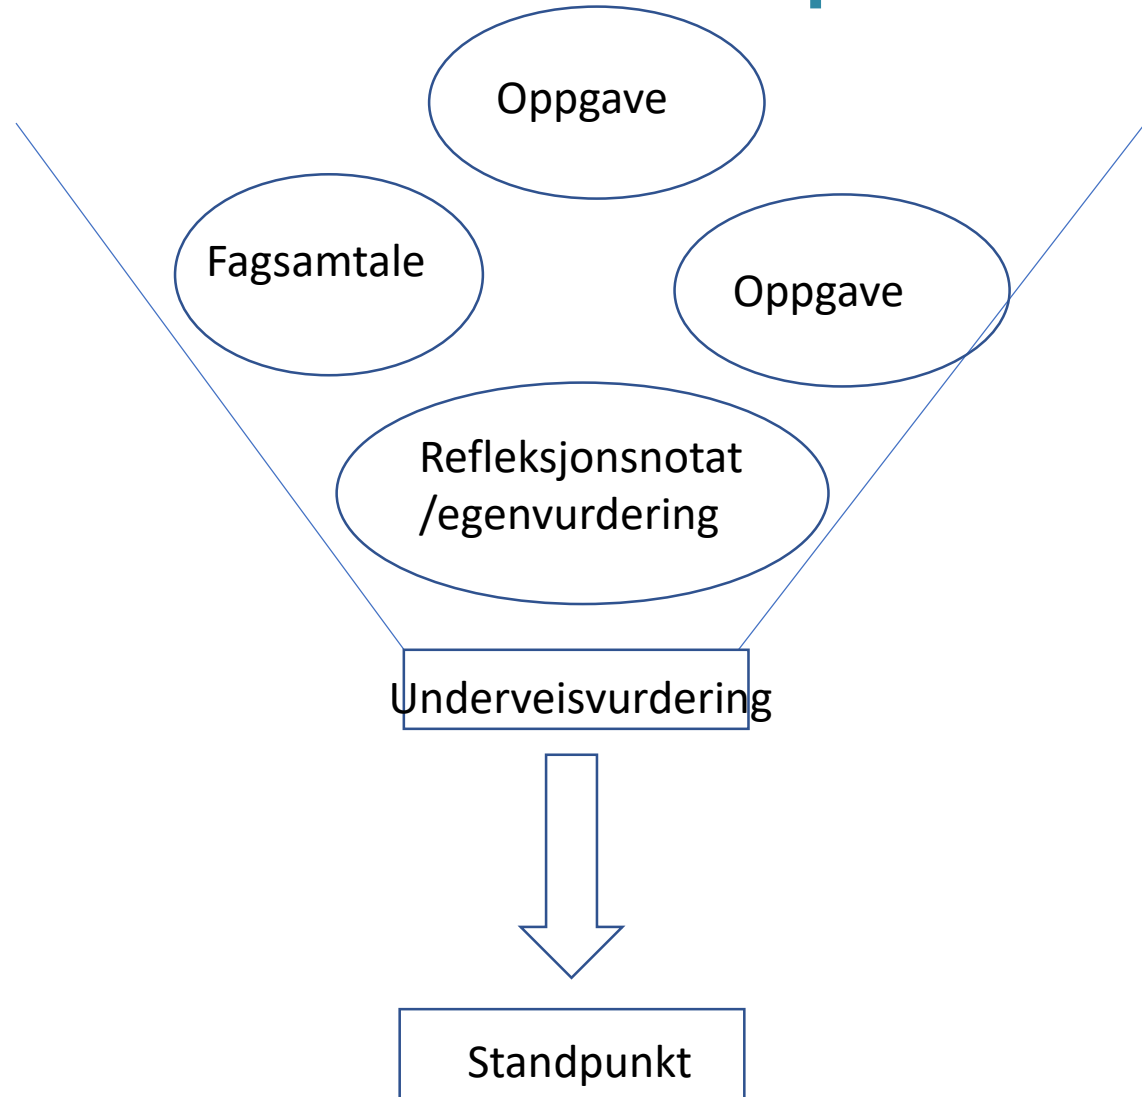 Oppgave
Fagsamtale
Oppgave
Refleksjonsnotat
/egenvurdering
Underveisvurdering
Standpunkt